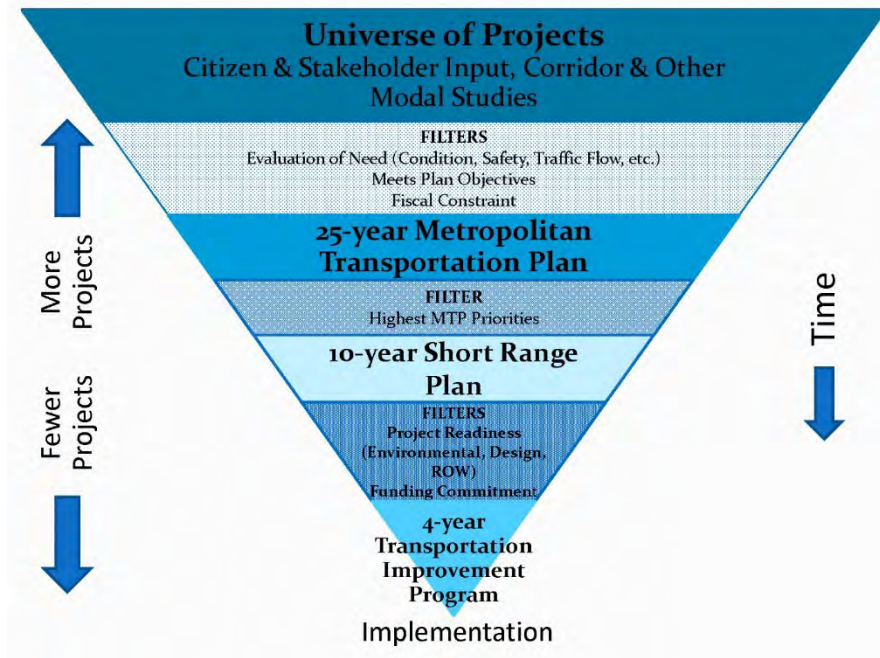 Universe of Projects
Citizen & Stakeholder Input, Corridor & Other
Modal Studies
FILTERS
Evaluation of Need (Condition, Safety, Traffic Flow, etc.)
Meets Plan Objectives
Fiscal Constraint
25-year Metropolitan
Transportation Plan
FILTER
Highest MTP Priorities
10-year Short Range
Plan
FILTERS
Project Readiness
(Environmental, Design,
ROW)
Funding Commitment
4-year
Transportation
Improvement
Program
Implementation
More
Projects
Fewer
Projects
Time